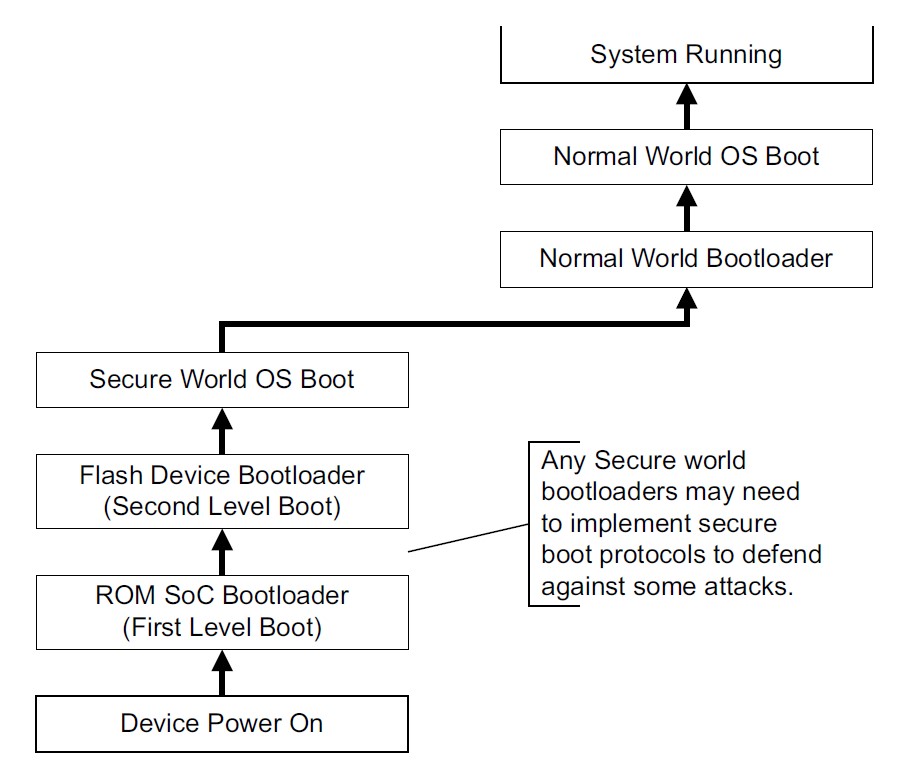 System Running
Normal World OS Boot
Normal World Bootloader
Secure World OS Boot
Flash Device Bootloader
(Second Level Boot)
Any Secure world
bootloaders may need
to implement secure
boot protocols to defend
against some attacks.
ROM SoC Bootloader
(First Level Boot)
Device Power On